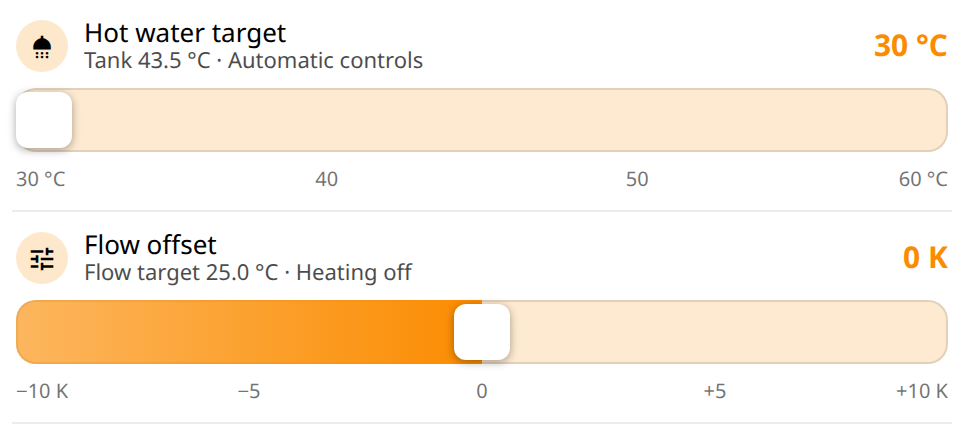 Hot water target
Tank 43.5 °C · Automatic controls
30 °C
30 °C 40 50 60 °C
Flow offset
Flow target 25.0 °C · Heating off
0 K
−10 K −5 0 +5 +10 K